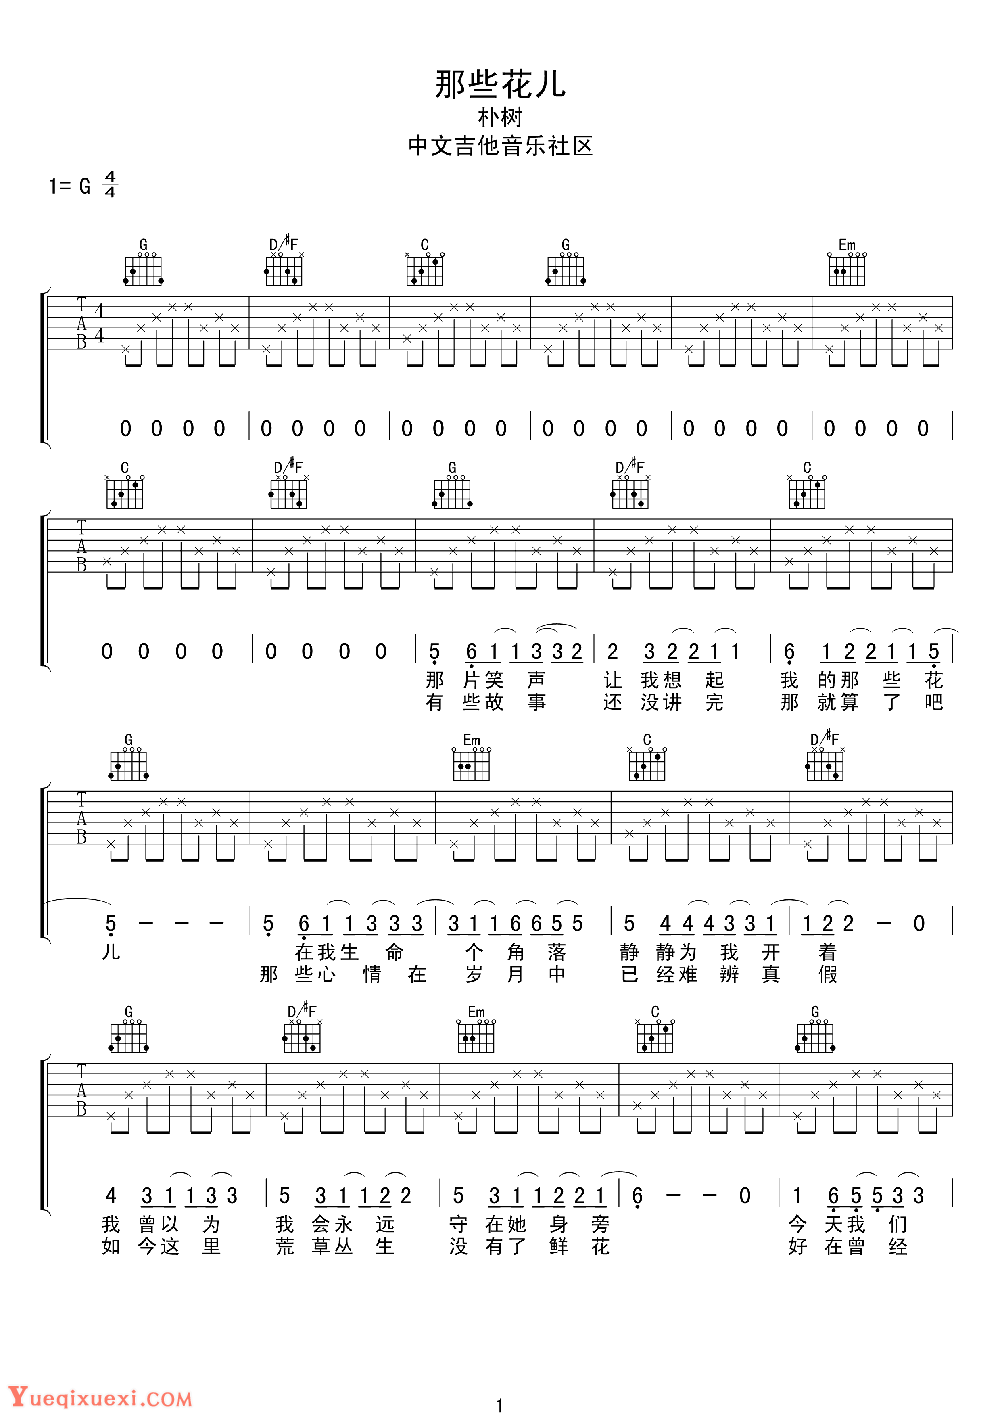 那些花儿
朴树
中文吉他音乐社区
1= G 4/4
G D/#F C G Em
T A B 4/4
0 0 0 0 0 0 0 0 0 0 0 0 0 0 0 0 0 0 0 0 0 0 0 0
C D/#F G D/#F C
T A B
0 0 0 0 0 0 0 0 5 6 1 1 3 3 2 2 3 2 2 1 1 6 1 2 2 1 1 5
那 片 笑 声 让 我 想 起 我 的 那 些 花
有 些 故 事 还 没 讲 完 那 就 算 了 吧
G Em C D/#F
T A B
5 — — — 5 6 1 1 3 3 3 3 1 1 6 6 5 5 5 4 4 4 3 3 1 1 2 2 — 0
儿 在 我 生 命 个 角 落 静 静 为 我 开 着
那 些 心 情 在 岁 月 中 已 经 难 辨 真 假
G D/#F Em C G
T A B
4 3 1 1 3 3 5 3 1 1 2 2 5 3 1 1 2 2 1 6 — — 0 1 6 5 5 3 3
我 曾 以 为 我 会 永 远 守 在 她 身 旁 今 天 我 们
如 今 这 里 荒 草 丛 生 没 有 了 鲜 花 好 在 曾 经
Yueqixuexi.COM
1